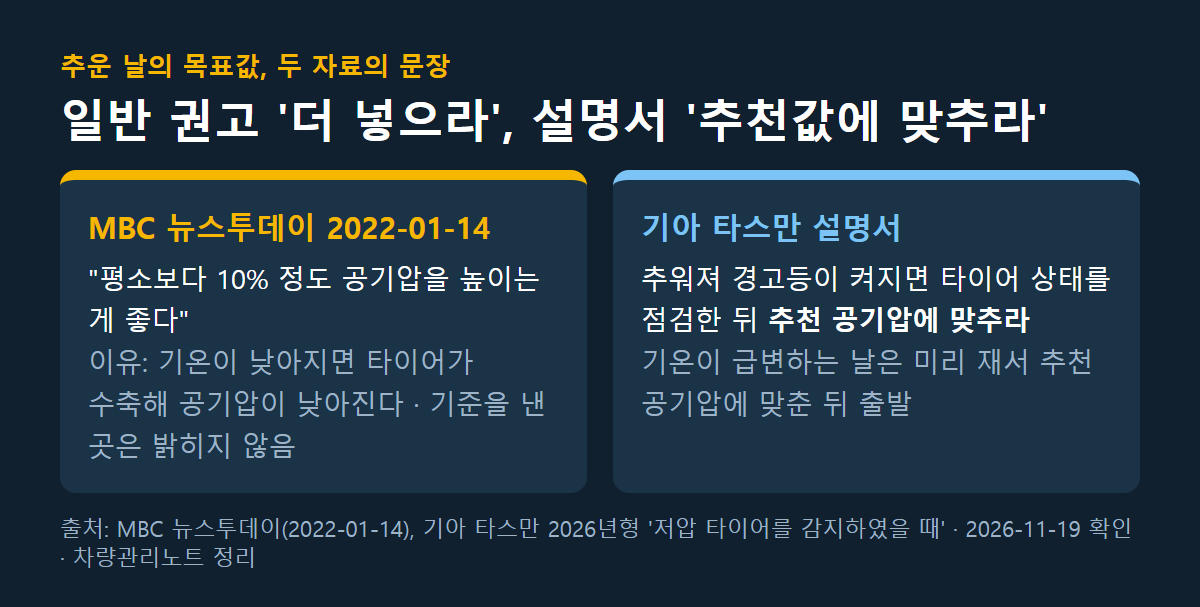 추운 날의 목표값, 두 자료의 문장
일반 권고 '더 넣으라', 설명서 '추천값에 맞추라'
MBC 뉴스투데이 2022-01-14
"평소보다 10% 정도 공기압을 높이는
게 좋다"
이유: 기온이 낮아지면 타이어가
수축해 공기압이 낮아진다 · 기준을 낸
곳은 밝히지 않음
기아 타스만 설명서
추워져 경고등이 켜지면 타이어 상태를
점검한 뒤 추천 공기압에 맞추라
기온이 급변하는 날은 미리 재서 추천
공기압에 맞춘 뒤 출발
출처: MBC 뉴스투데이(2022-01-14), 기아 타스만 2026년형 '저압 타이어를 감지하였을 때' · 2026-11-19 확인
· 차량관리노트 정리